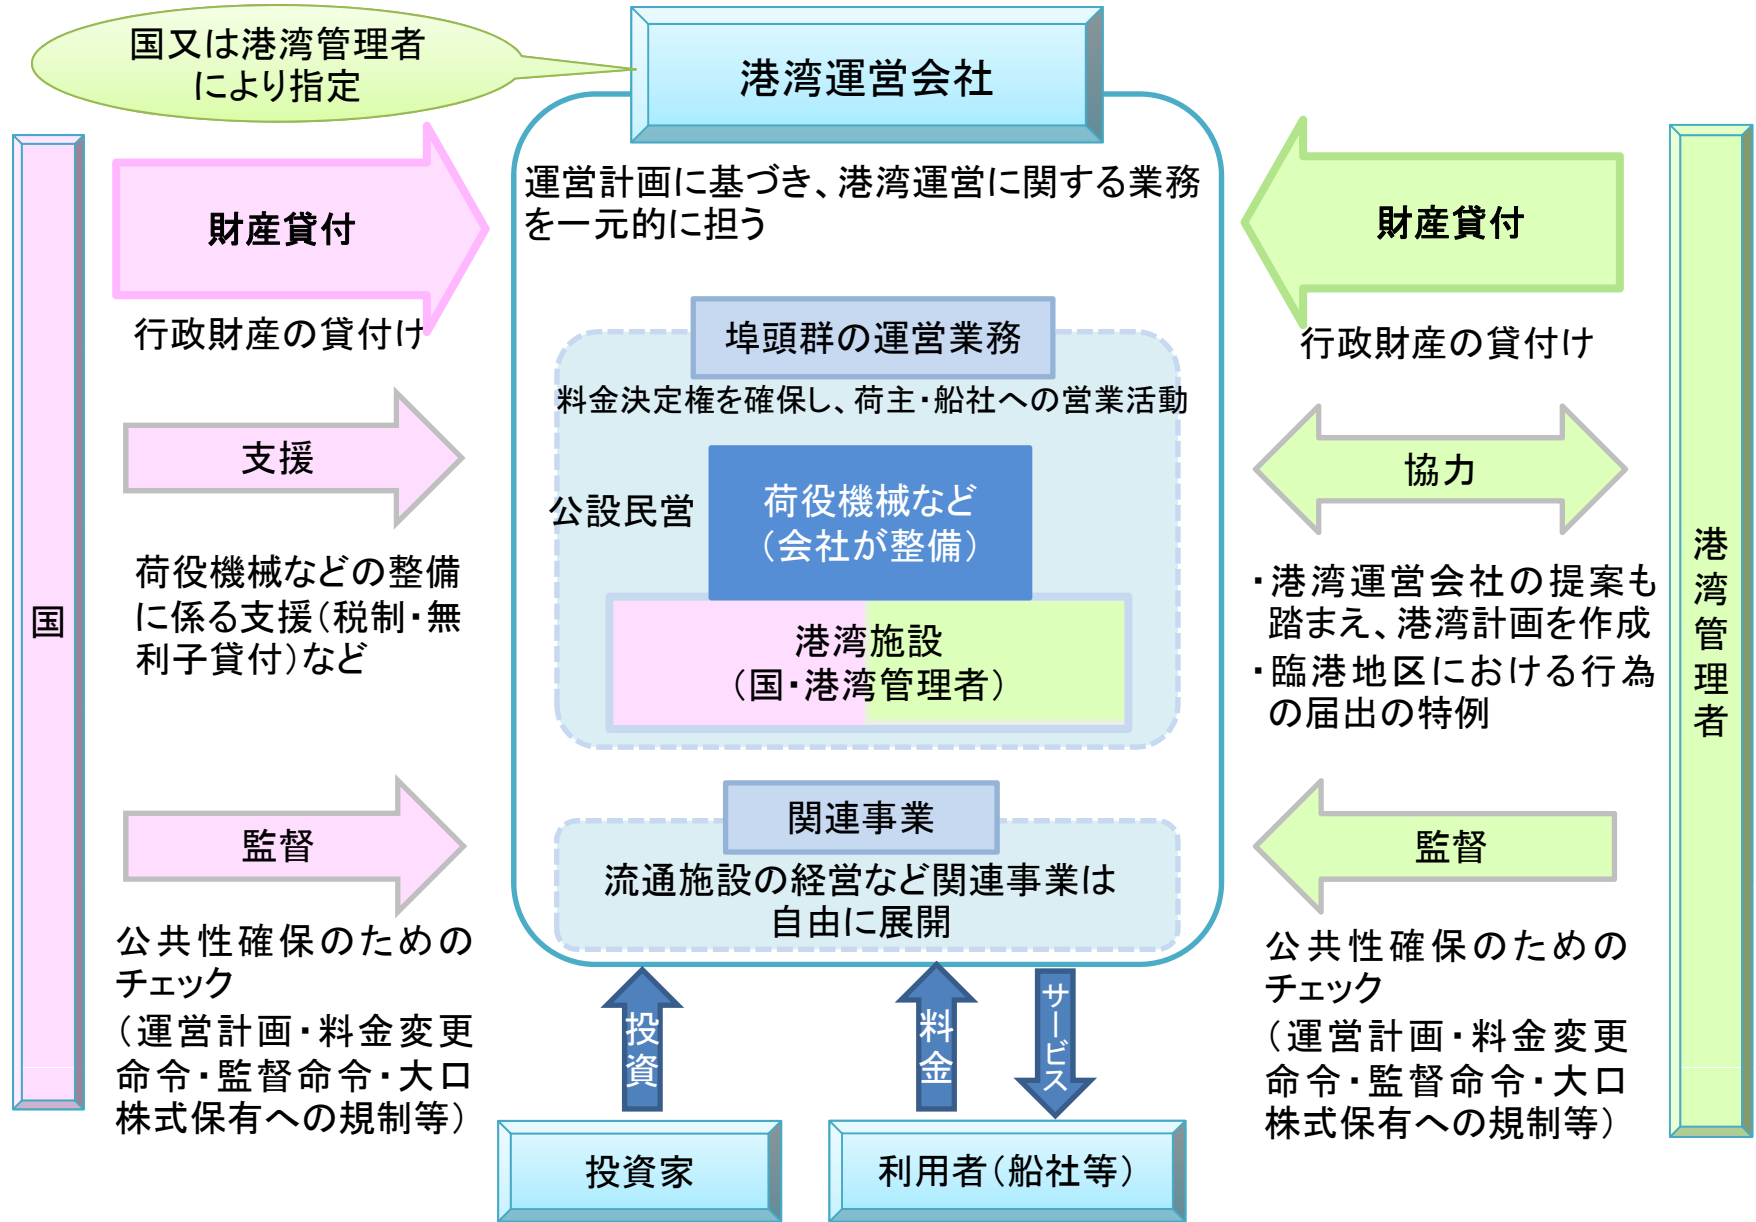 国又は港湾管理者
により指定
港湾運営会社
運営計画に基づき、港湾運営に関する業務
を一元的に担う
国
財産貸付
行政財産の貸付け
支援
荷役機械などの整備
に係る支援（税制・無
利子貸付）など
監督
公共性確保のための
チェック
（運営計画・料金変更
命令・監督命令・大口
株式保有への規制等）
埠頭群の運営業務
料金決定権を確保し、荷主・船社への営業活動
公設民営
荷役機械など
（会社が整備）
港湾施設
（国・港湾管理者）
関連事業
流通施設の経営など関連事業は
自由に展開
財産貸付
行政財産の貸付け
協力
・港湾運営会社の提案も
踏まえ、港湾計画を作成
・臨港地区における行為
の届出の特例
監督
公共性確保のための
チェック
（運営計画・料金変更
命令・監督命令・大口
株式保有への規制等）
港湾管理者
投資
料金
サービス
投資家
利用者（船社等）